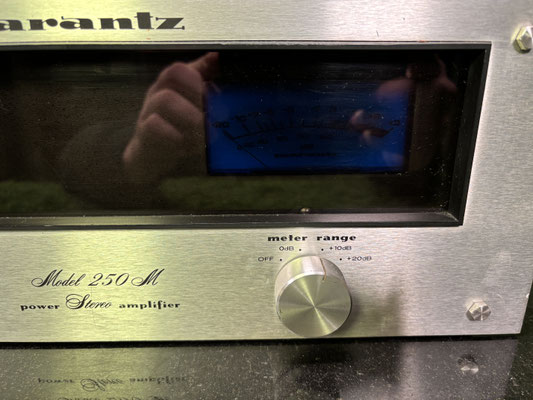 arantz
meter range
OFF 0dB +10dB +20dB
Model 250M
power Stereo amplifier